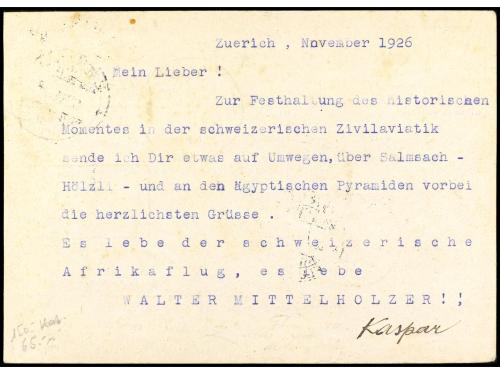 Zuerich , November 1926
Mein Lieber !
Zur Festhaltung des historischen
Momentes in der schweizerischen Zivilaviatik
sende ich Dir etwas auf Umwegen, über Salmsach -
Hölzli - und an den ägyptischen Pyramiden vorbei
die herzlichsten Grüsse .
Es lebe der schweizerische
Afrikaflug, es lebe
WALTER MITTELHOLZER!!
Kaspar